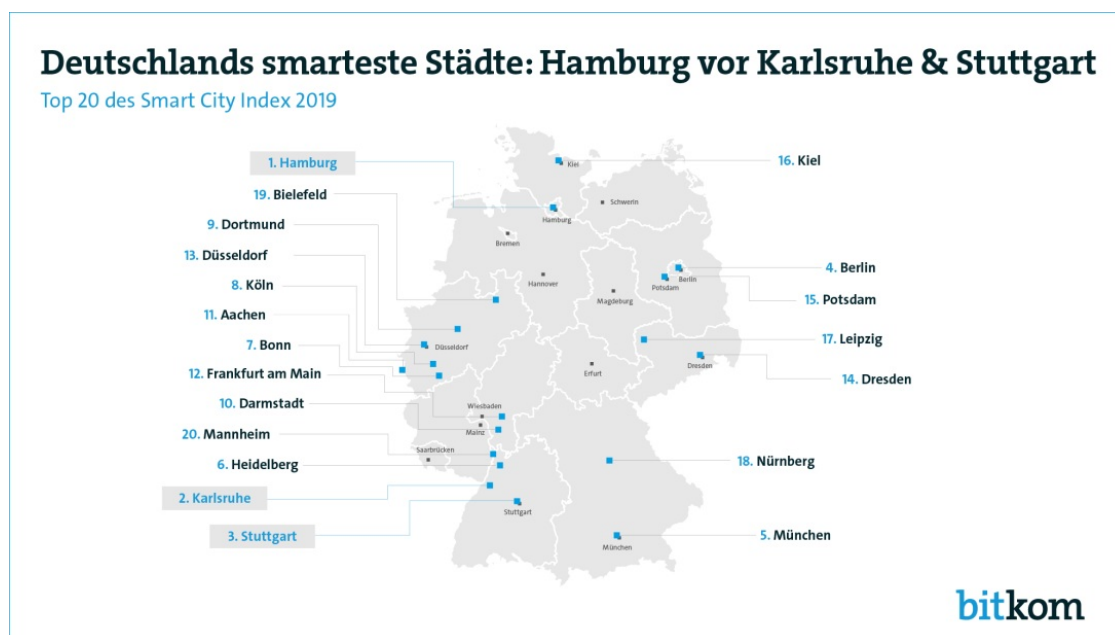 Deutschlands smarteste Städte: Hamburg vor Karlsruhe & Stuttgart
Top 20 des Smart City Index 2019
1. Hamburg
19. Bielefeld
9. Dortmund
13. Düsseldorf
8. Köln
11. Aachen
7. Bonn
12. Frankfurt am Main
10. Darmstadt
20. Mannheim
6. Heidelberg
2. Karlsruhe
3. Stuttgart
Kiel
Schwerin
Hamburg
Bremen
Hannover
Berlin
Potsdam
Magdeburg
Düsseldorf
Erfurt
Dresden
Wiesbaden
Mainz
Saarbrücken
Stuttgart
München
16. Kiel
4. Berlin
15. Potsdam
17. Leipzig
14. Dresden
18. Nürnberg
5. München
bitkom